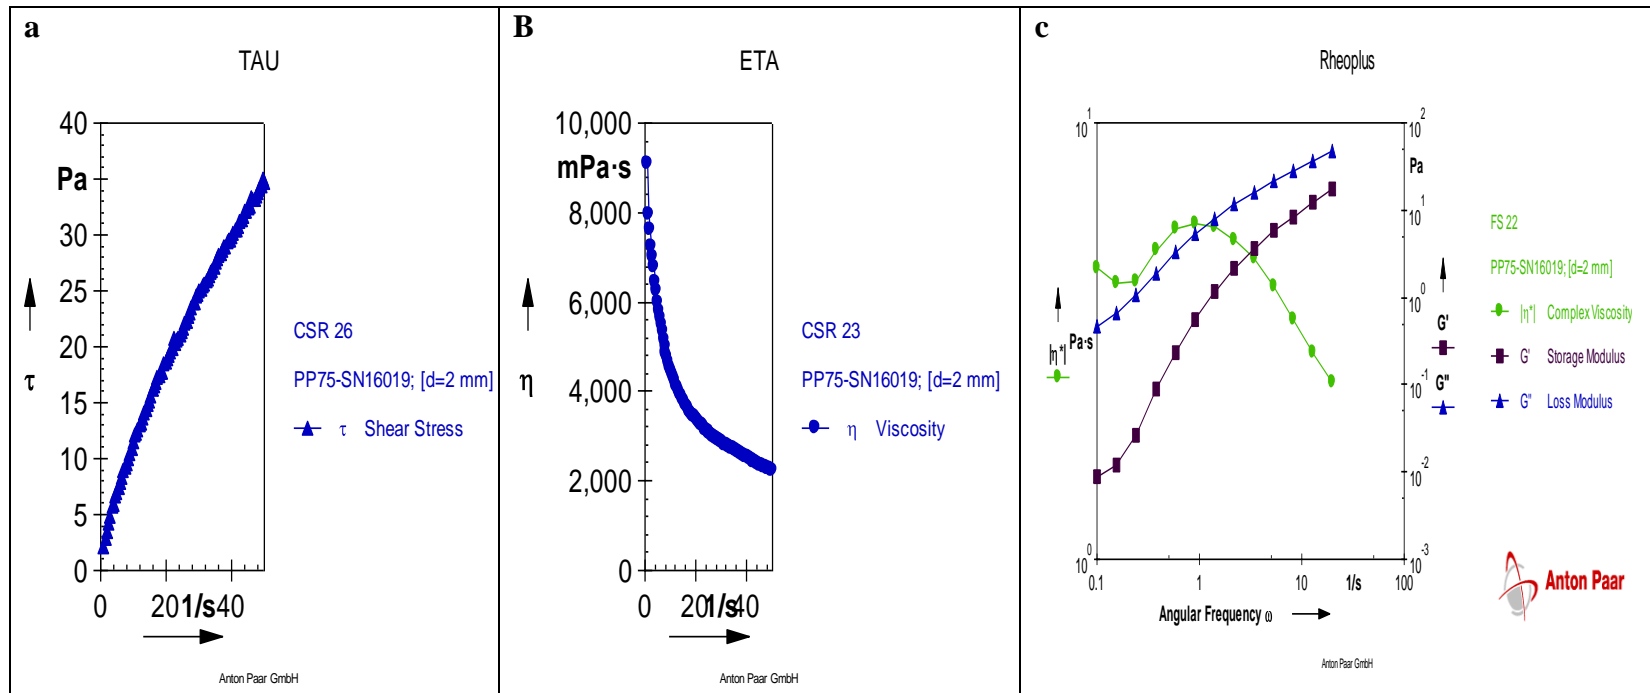 a
TAU
40
Pa
30
25
20
15
10
5
0
τ
0 20 1/s 40
CSR 26
PP75-SN16019; [d=2 mm]
τ Shear Stress
Anton Paar GmbH
B
ETA
10,000
mPa·s
8,000
6,000
4,000
2,000
0
η
0 20 1/s 40
CSR 23
PP75-SN16019; [d=2 mm]
η Viscosity
Anton Paar GmbH
c
Rheoplus
10^1
Pa·s
10^0
|η*|
10^2
Pa
10^1
10^0
10^-1
10^-2
10^-3
G'
G''
0.1 1 10 1/s 100
Angular Frequency ω
FS 22
PP75-SN16019; [d=2 mm]
|η*| Complex Viscosity
G' Storage Modulus
G'' Loss Modulus
Anton Paar
Anton Paar GmbH